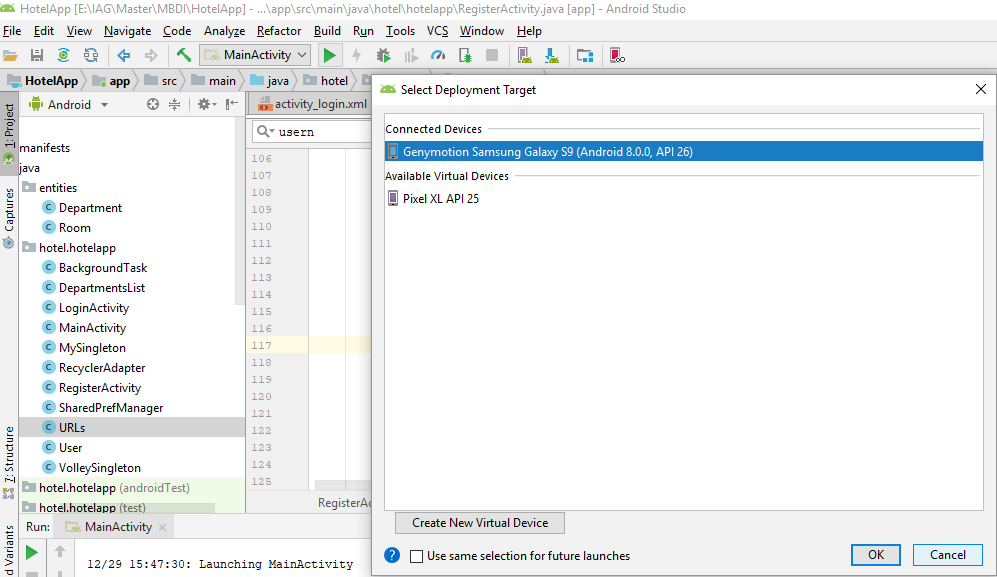 HotelApp [E:\IAG\Master\MBDI\HotelApp] - ...\app\src\main\java\hotel\hotelapp\RegisterActivity.java [app] - Android Studio
File Edit View Navigate Code Analyze Refactor Build Run Tools VCS Window Help
MainActivity
HotelApp app src main java hotel
Select Deployment Target
1: Project
Captures
7: Structure
d Variants
Android
activity_login.xml
usern
manifests
java
entities
Department
Room
hotel.hotelapp
BackgroundTask
DepartmentsList
LoginActivity
MainActivity
MySingleton
RecyclerAdapter
RegisterActivity
SharedPrefManager
URLs
User
VolleySingleton
hotel.hotelapp (androidTest)
hotel.hotelapp (test)
106
107
108
109
110
111
112
113
114
115
116
117
118
119
120
121
122
123
124
125
RegisterAc
Connected Devices
Genymotion Samsung Galaxy S9 (Android 8.0.0, API 26)
Available Virtual Devices
Pixel XL API 25
Create New Virtual Device
? Use same selection for future launches
OK Cancel
Run: MainActivity
12/29 15:47:30: Launching MainActivity